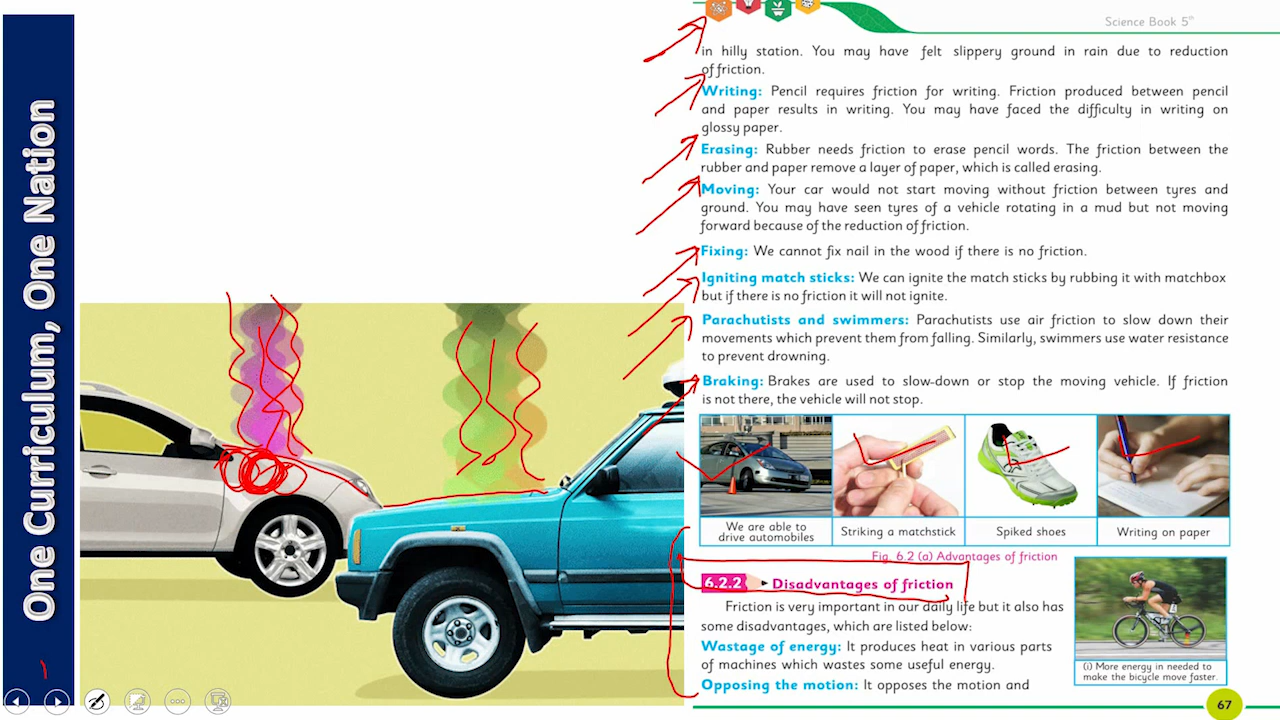 One Curriculum, One Nation
Science Book 5th
in hilly station. You may have felt slippery ground in rain due to reduction
of friction.
Writing: Pencil requires friction for writing. Friction produced between pencil
and paper results in writing. You may have faced the difficulty in writing on
glossy paper.
Erasing: Rubber needs friction to erase pencil words. The friction between the
rubber and paper remove a layer of paper, which is called erasing.
Moving: Your car would not start moving without friction between tyres and
ground. You may have seen tyres of a vehicle rotating in a mud but not moving
forward because of the reduction of friction.
Fixing: We cannot fix nail in the wood if there is no friction.
Igniting match sticks: We can ignite the match sticks by rubbing it with matchbox
but if there is no friction it will not ignite.
Parachutists and swimmers: Parachutists use air friction to slow down their
movements which prevent them from falling. Similarly, swimmers use water resistance
to prevent drowning.
Braking: Brakes are used to slow-down or stop the moving vehicle. If friction
is not there, the vehicle will not stop.
We are able to
drive automobiles
Striking a matchstick
Spiked shoes
Writing on paper
Fig. 6.2 (a) Advantages of friction
6.2.2 Disadvantages of friction
Friction is very important in our daily life but it also has
some disadvantages, which are listed below:
Wastage of energy: It produces heat in various parts
of machines which wastes some useful energy.
Opposing the motion: It opposes the motion and
(i) More energy in needed to
make the bicycle move faster.
67